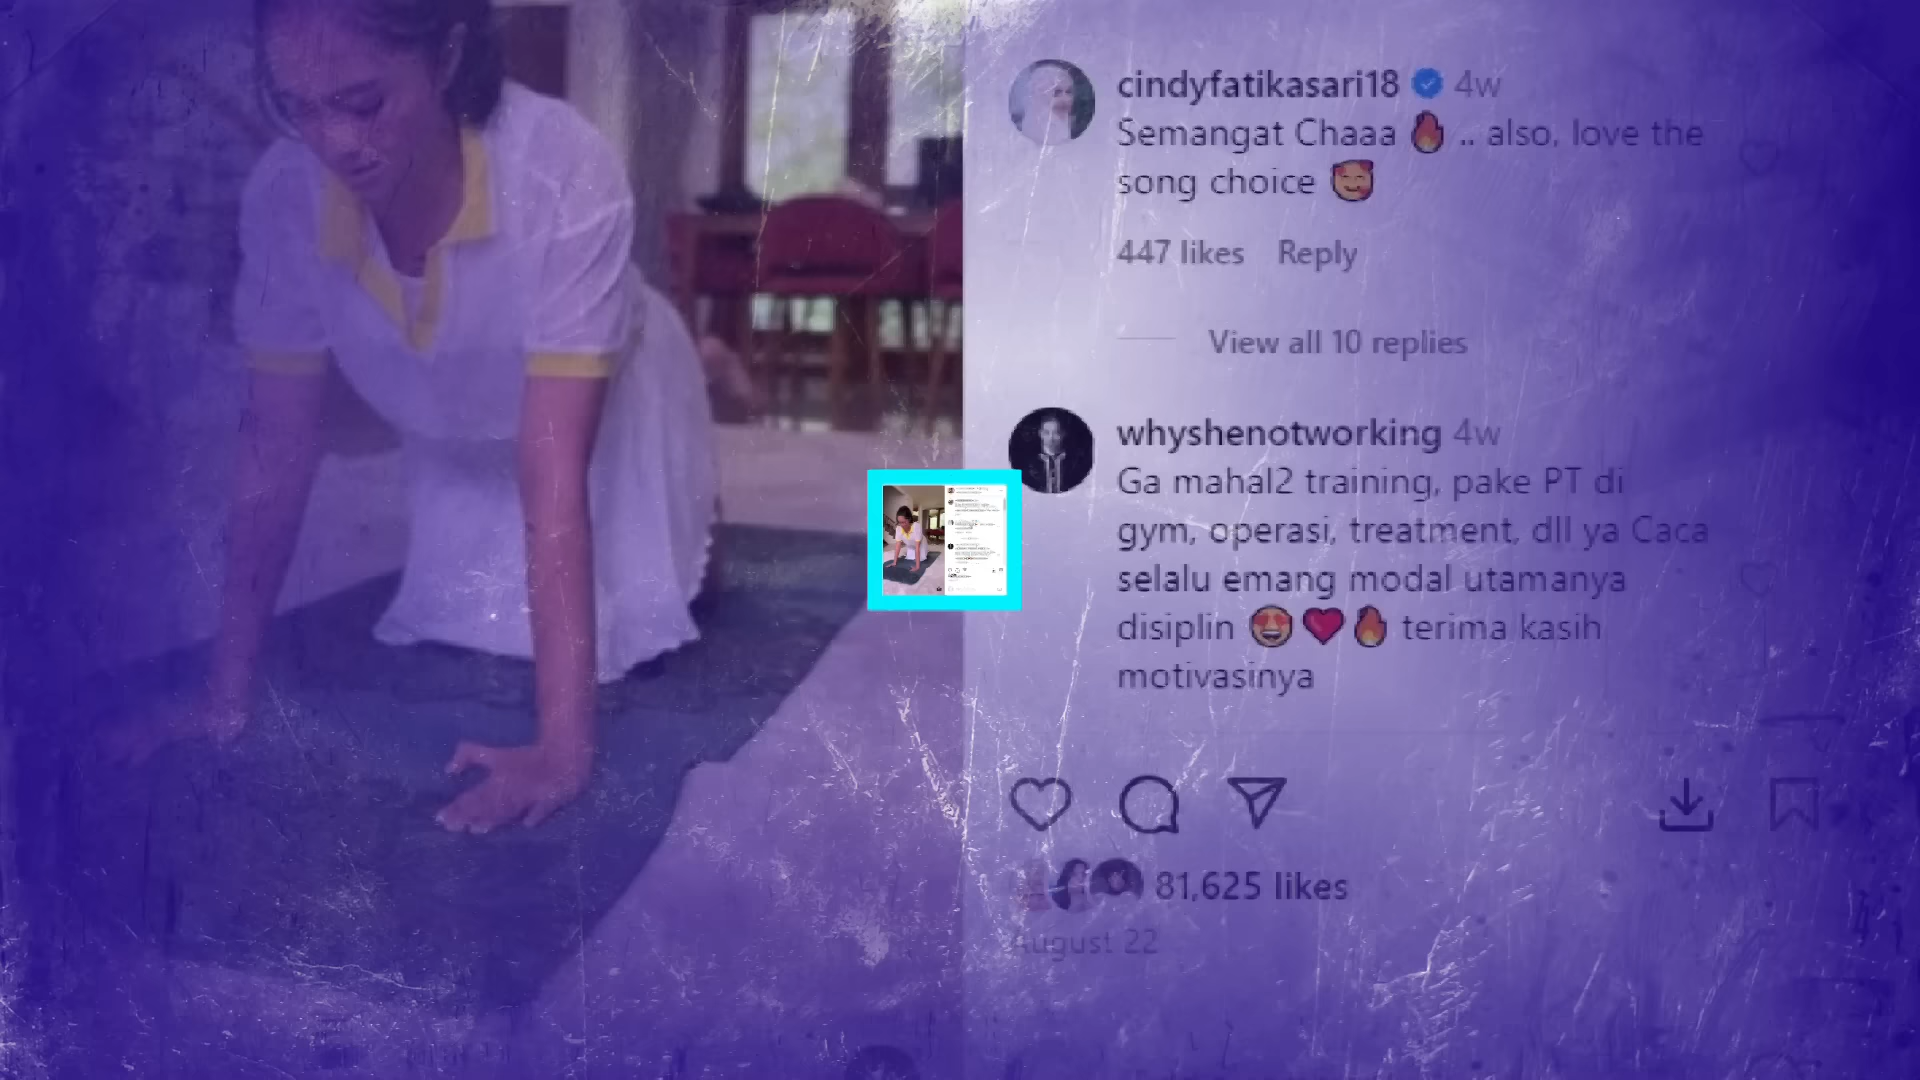 cindyfatikasari18 4w
Semangat Chaaa 🔥 .. also, love the
song choice 🥰
447 likes Reply
View all 10 replies
whyshenotworking 4w
Ga mahal2 training, pake PT di
gym, operasi, treatment, dll ya Caca
selalu emang modal utamanya
disiplin 😍❤️🔥 terima kasih
motivasinya
81,625 likes
August 22